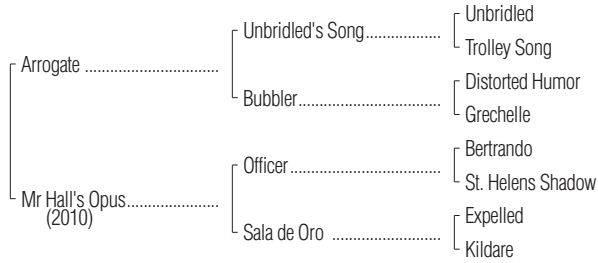 Unbridled
Unbridled's Song
Trolley Song
Arrogate
Distorted Humor
Bubbler
Grechelle
Bertrando
Officer
St. Helens Shadow
Mr Hall's Opus
(2010)
Expelled
Sala de Oro
Kildare